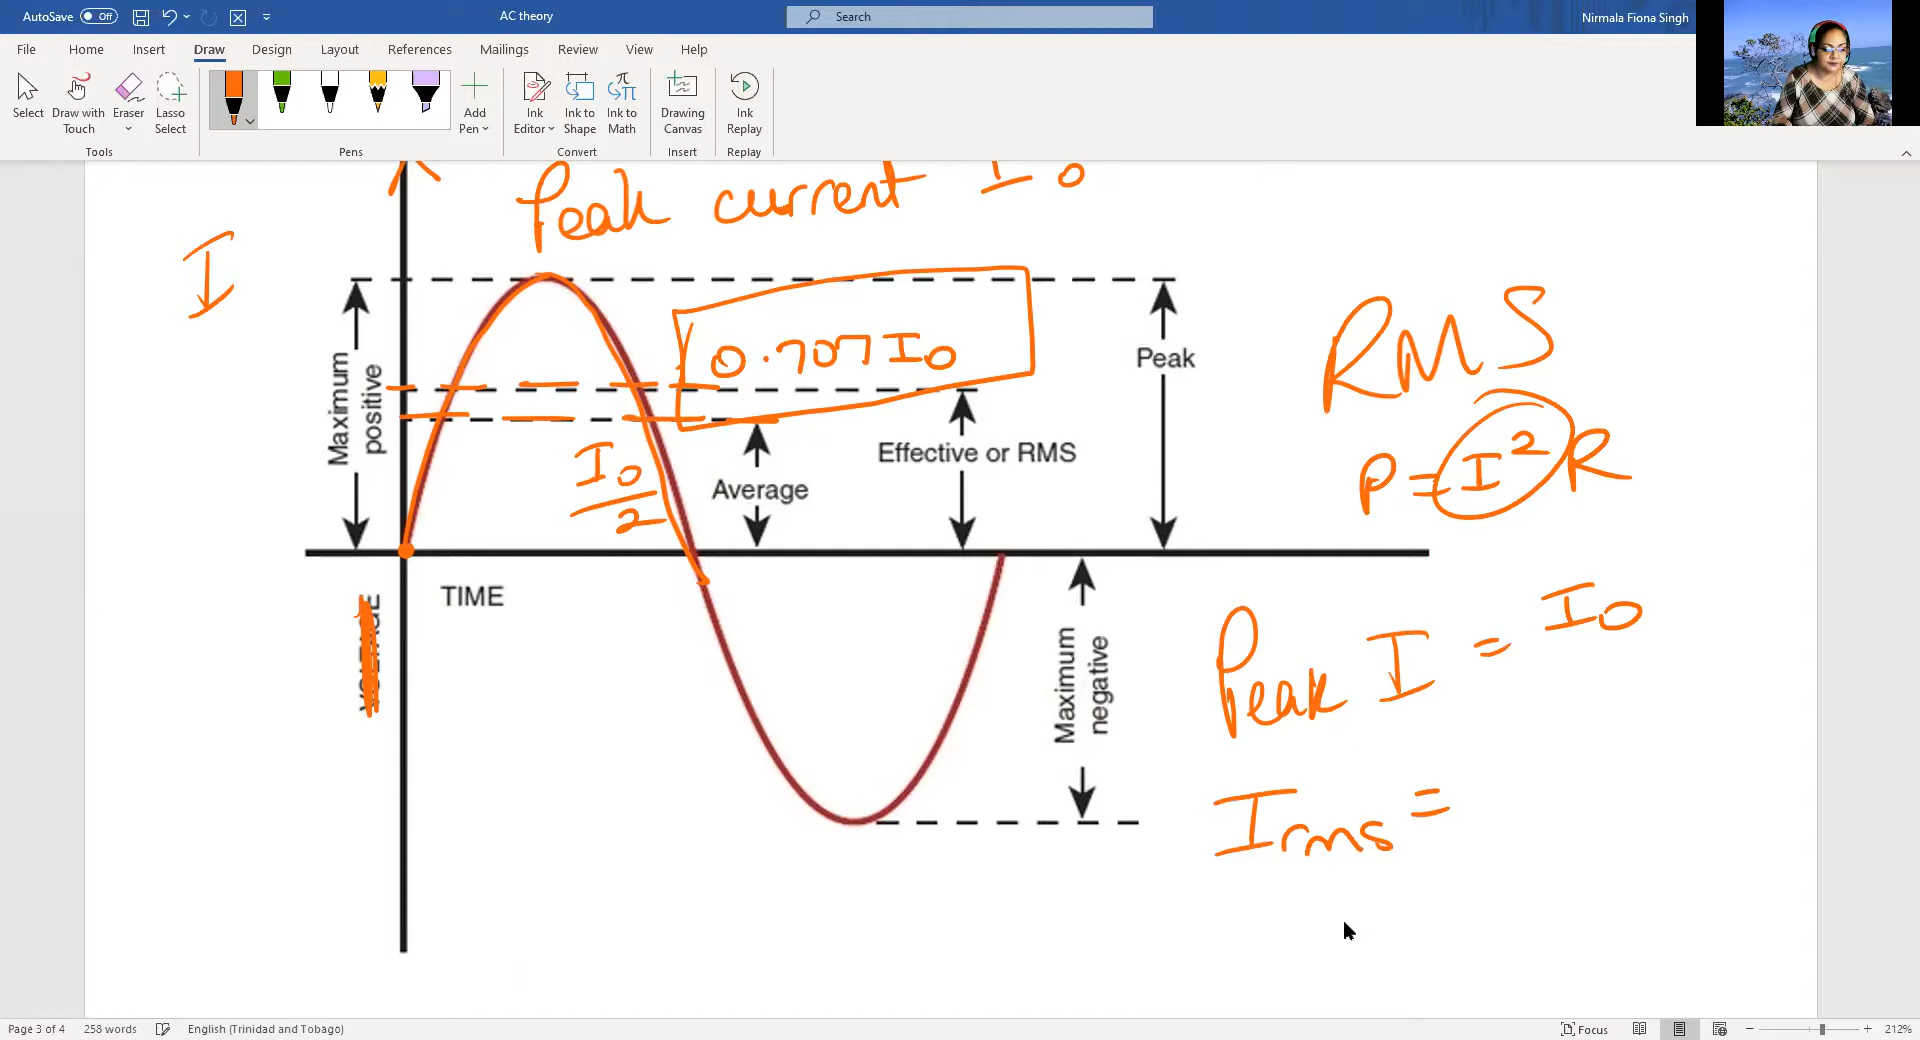 AutoSave Off
AC theory
Search
Nirmala Fiona Singh
File Home Insert Draw Design Layout References Mailings Review View Help
Select
Draw with Touch
Eraser
Lasso Select
Add Pen
Ink Editor
Ink to Shape
Ink to Math
Drawing Canvas
Ink Replay
Tools
Pens
Convert
Insert
Replay
Peak current I0
I
Maximum positive
0.707 I0
Peak
RMS
P = I²R
I0/2
Average
Effective or RMS
VOLTAGE
TIME
Maximum negative
Peak I = I0
Irms =
Page 3 of 4 258 words English (Trinidad and Tobago)
Focus
212%